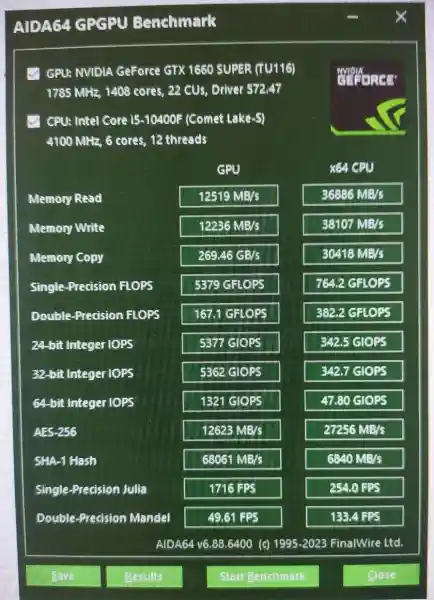 AIDA64 GPGPU Benchmark
GPU: NVIDIA GeForce GTX 1660 SUPER (TU116)
1785 MHz, 1408 cores, 22 CUs, Driver 572.47
NVIDIA
GEFORCE
CPU: Intel Core i5-10400F (Comet Lake-S)
4100 MHz, 6 cores, 12 threads
GPU x64 CPU
Memory Read 12519 MB/s 36886 MB/s
Memory Write 12236 MB/s 38107 MB/s
Memory Copy 269.46 GB/s 30418 MB/s
Single-Precision FLOPS 5379 GFLOPS 764.2 GFLOPS
Double-Precision FLOPS 167.1 GFLOPS 382.2 GFLOPS
24-bit Integer IOPS 5377 GIOPS 342.5 GIOPS
32-bit Integer IOPS 5362 GIOPS 342.7 GIOPS
64-bit Integer IOPS 1321 GIOPS 47.80 GIOPS
AES-256 12623 MB/s 27256 MB/s
SHA-1 Hash 68061 MB/s 6840 MB/s
Single-Precision Julia 1716 FPS 254.0 FPS
Double-Precision Mandel 49.61 FPS 133.4 FPS
AIDA64 v6.88.6400 (c) 1995-2023 FinalWire Ltd.
Save Results Start Benchmark Close